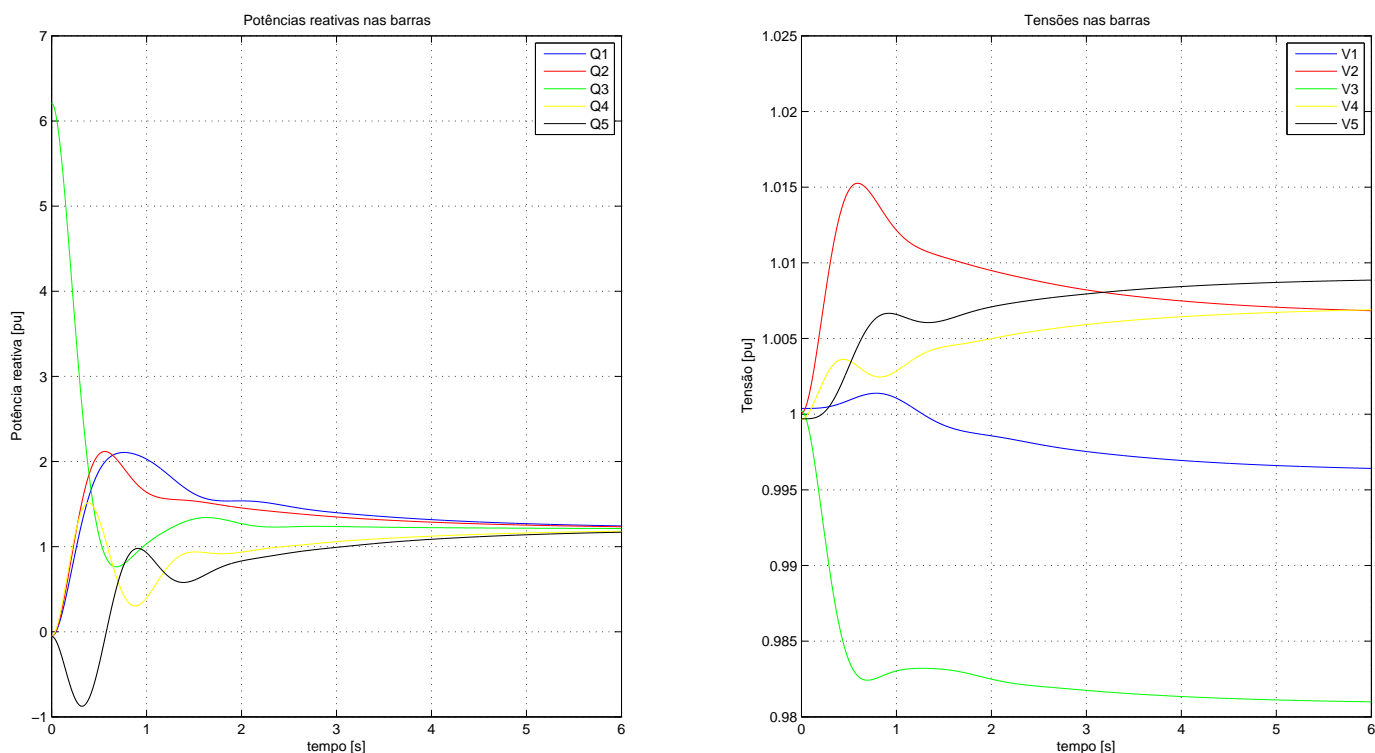 Potências reativas nas barras
7
6
5
4
3
2
1
0
−1
0 1 2 3 4 5 6
Potência reativa [pu]
tempo [s]
Q1
Q2
Q3
Q4
Q5
Tensões nas barras
1.025
1.02
1.015
1.01
1.005
1
0.995
0.99
0.985
0.98
0 1 2 3 4 5 6
Tensão [pu]
tempo [s]
V1
V2
V3
V4
V5